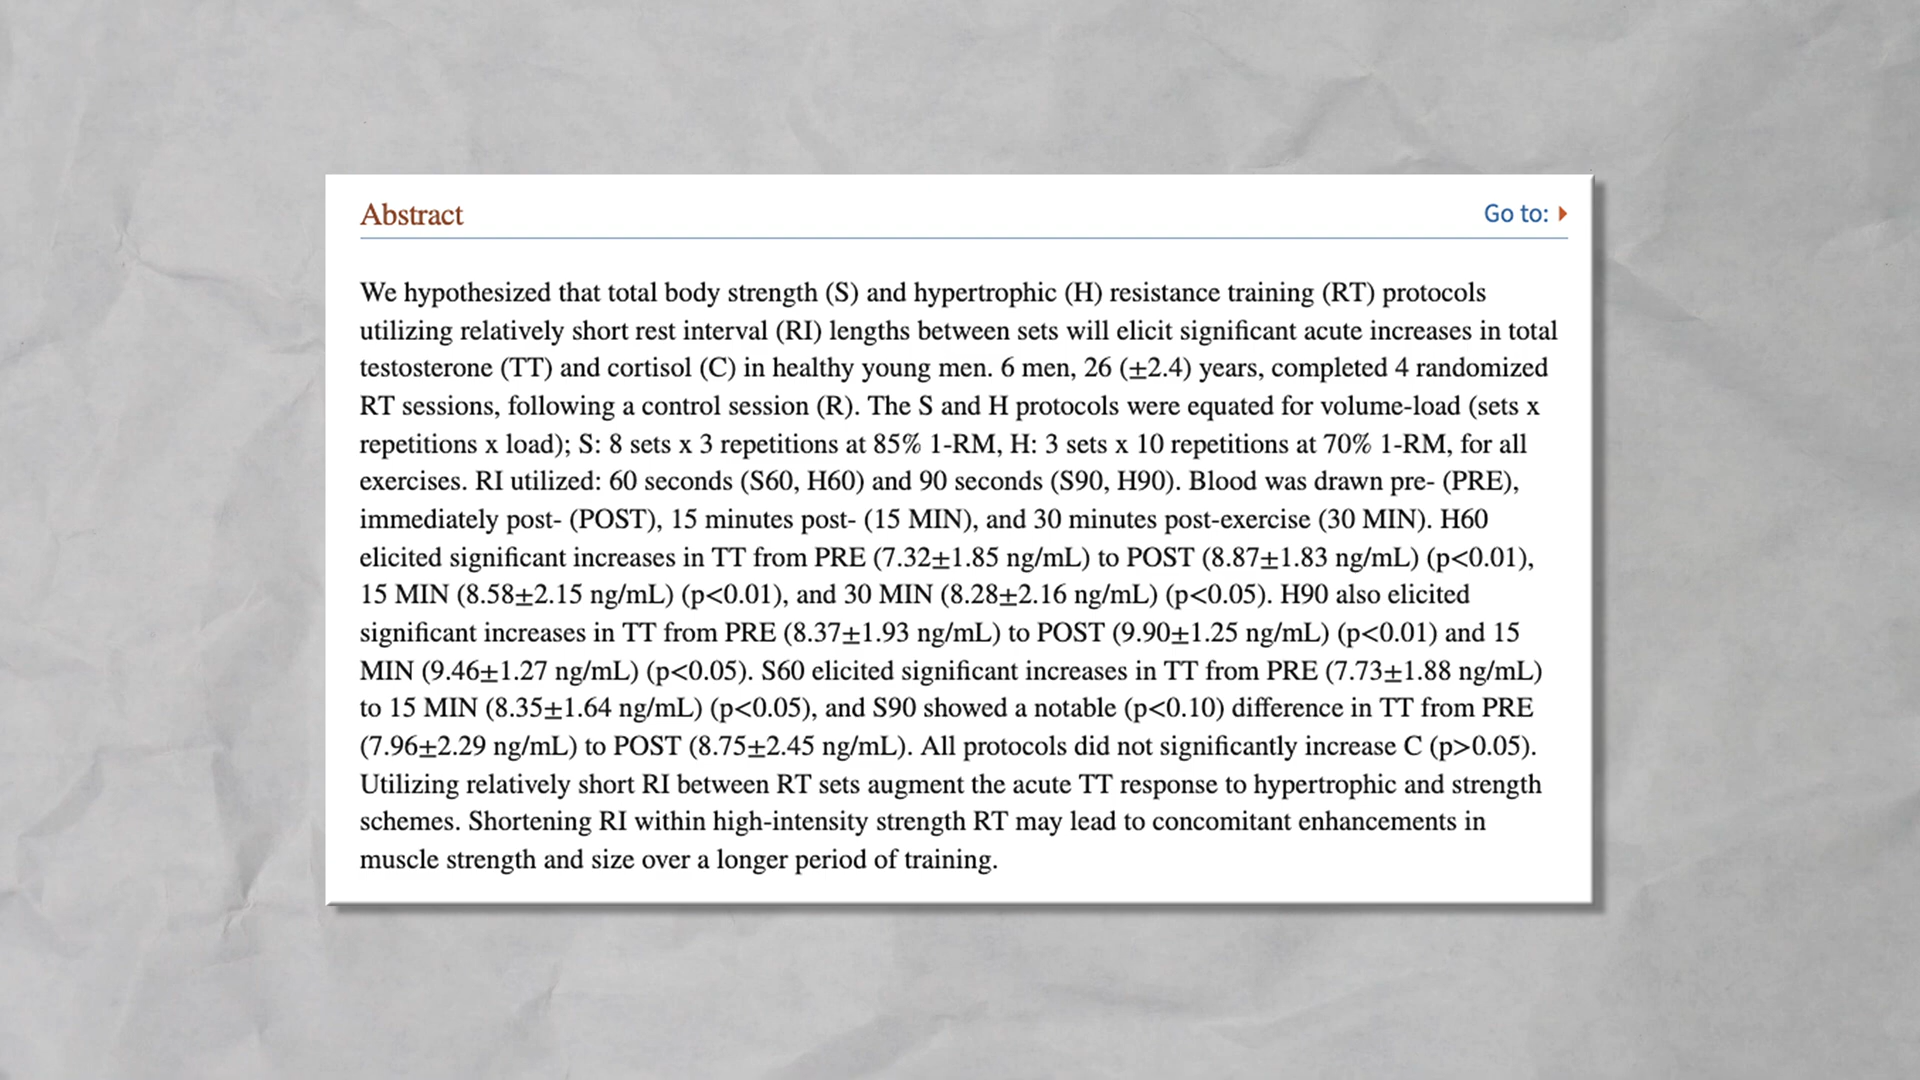 Abstract
Go to:
We hypothesized that total body strength (S) and hypertrophic (H) resistance training (RT) protocols
utilizing relatively short rest interval (RI) lengths between sets will elicit significant acute increases in total
testosterone (TT) and cortisol (C) in healthy young men. 6 men, 26 (±2.4) years, completed 4 randomized
RT sessions, following a control session (R). The S and H protocols were equated for volume-load (sets x
repetitions x load); S: 8 sets x 3 repetitions at 85% 1-RM, H: 3 sets x 10 repetitions at 70% 1-RM, for all
exercises. RI utilized: 60 seconds (S60, H60) and 90 seconds (S90, H90). Blood was drawn pre- (PRE),
immediately post- (POST), 15 minutes post- (15 MIN), and 30 minutes post-exercise (30 MIN). H60
elicited significant increases in TT from PRE (7.32±1.85 ng/mL) to POST (8.87±1.83 ng/mL) (p<0.01),
15 MIN (8.58±2.15 ng/mL) (p<0.01), and 30 MIN (8.28±2.16 ng/mL) (p<0.05). H90 also elicited
significant increases in TT from PRE (8.37±1.93 ng/mL) to POST (9.90±1.25 ng/mL) (p<0.01) and 15
MIN (9.46±1.27 ng/mL) (p<0.05). S60 elicited significant increases in TT from PRE (7.73±1.88 ng/mL)
to 15 MIN (8.35±1.64 ng/mL) (p<0.05), and S90 showed a notable (p<0.10) difference in TT from PRE
(7.96±2.29 ng/mL) to POST (8.75±2.45 ng/mL). All protocols did not significantly increase C (p>0.05).
Utilizing relatively short RI between RT sets augment the acute TT response to hypertrophic and strength
schemes. Shortening RI within high-intensity strength RT may lead to concomitant enhancements in
muscle strength and size over a longer period of training.